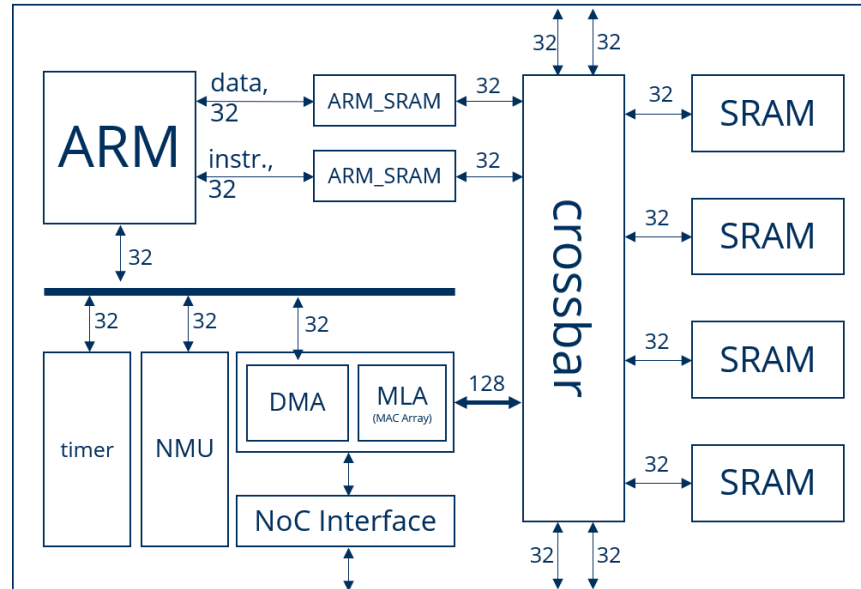 32
32
data,
32
ARM_SRAM
32
32
SRAM
ARM
instr.,
32
ARM_SRAM
32
32
SRAM
32
crossbar
32
32
32
32
SRAM
DMA
MLA
(MAC Array)
128
timer
NMU
32
SRAM
NoC Interface
32
32